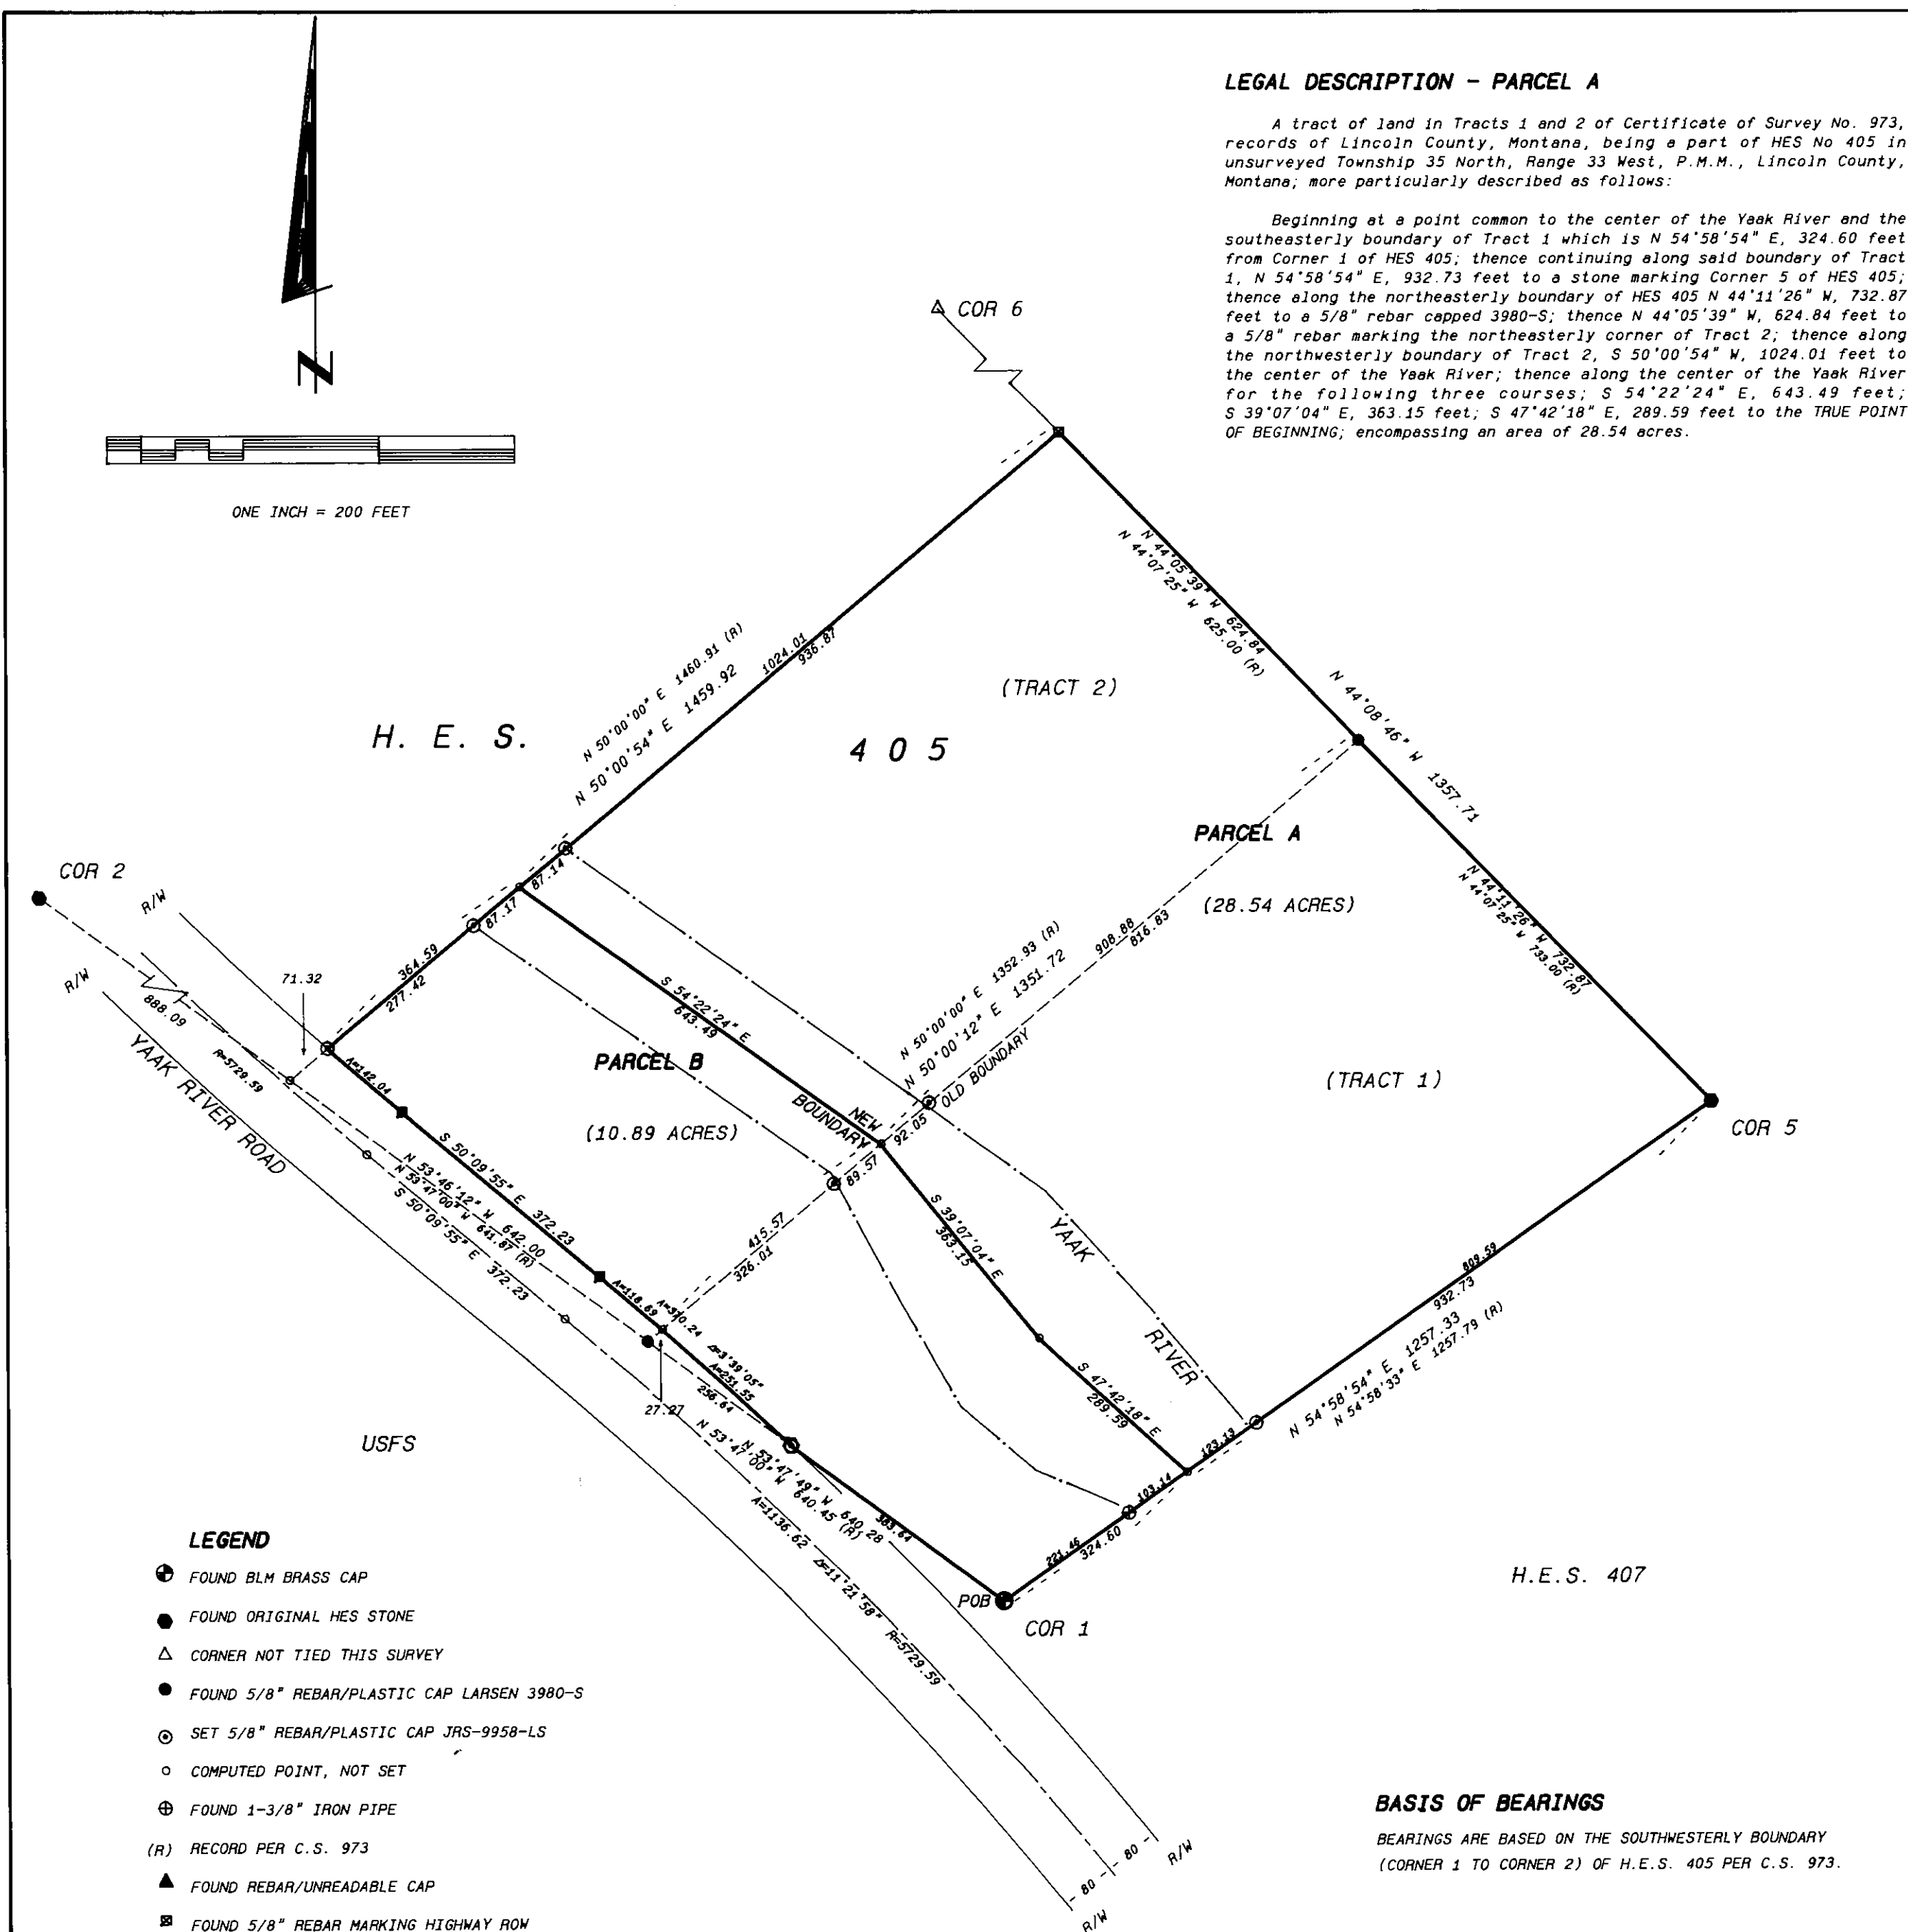 LEGAL DESCRIPTION - PARCEL A
A tract of land in Tracts 1 and 2 of Certificate of Survey No. 973,
records of Lincoln County, Montana, being a part of HES No 405 in
unsurveyed Township 35 North, Range 33 West, P.M.M., Lincoln County,
Montana; more particularly described as follows:
Beginning at a point common to the center of the Yaak River and the
southeasterly boundary of Tract 1 which is N 54°58'54" E, 324.60 feet
from Corner 1 of HES 405; thence continuing along said boundary of Tract
1, N 54°58'54" E, 932.73 feet to a stone marking Corner 5 of HES 405;
thence along the northeasterly boundary of HES 405 N 44°11'26" W, 732.87
feet to a 5/8" rebar capped 3980-S; thence N 44°05'39" W, 624.84 feet to
a 5/8" rebar marking the northeasterly corner of Tract 2; thence along
the northwesterly boundary of Tract 2, S 50°00'54" W, 1024.01 feet to
the center of the Yaak River; thence along the center of the Yaak River
for the following three courses; S 54°22'24" E, 643.49 feet;
S 39°07'04" E, 363.15 feet; S 47°42'18" E, 289.59 feet to the TRUE POINT
OF BEGINNING; encompassing an area of 28.54 acres.
N
ONE INCH = 200 FEET
COR 6
N 44°05'39" W 624.84
N 44°07'25" W 625.00 (R)
N 44°08'46" W 1357.71
N 50°00'00" E 1460.91 (R)
N 50°00'54" E 1459.92
1024.01
936.87
(TRACT 2)
H. E. S.
405
PARCEL A
(28.54 ACRES)
N 44°11'26" W 732.87
N 44°07'25" W 733.00 (R)
COR 2
R/W
R/W
87.14
87.17
364.59
277.42
71.32
888.09
R=5729.59
YAAK RIVER ROAD
A=142.04
S 54°22'24" E
643.49
PARCEL B
(10.89 ACRES)
NEW
BOUNDARY
N 50°00'00" E 1352.93 (R)
N 50°00'12" E 1351.72
908.88
816.83
OLD BOUNDARY
92.05
89.57
(TRACT 1)
COR 5
S 50°09'55" E 372.23
N 53°46'12" W 642.00
N 53°47'00" W 641.87 (R)
S 50°09'55" E 372.23
415.57
326.01
S 39°07'04" E
363.15
YAAK
RIVER
809.59
932.73
N 54°58'54" E 1257.33
N 54°58'33" E 1257.79 (R)
A=118.69
A=370.24
Δ=3°39'05"
A=251.55
256.64
27.27
S 47°42'18" E
289.59
123.13
103.14
221.46
324.60
USFS
N 53°47'49" W 640.28
N 53°47'00" W 640.45 (R)
383.64
A=1136.62 Δ=11°21'58" R=5729.59
POB
COR 1
H.E.S. 407
80
80
R/W
R/W
LEGEND
FOUND BLM BRASS CAP
FOUND ORIGINAL HES STONE
CORNER NOT TIED THIS SURVEY
FOUND 5/8" REBAR/PLASTIC CAP LARSEN 3980-S
SET 5/8" REBAR/PLASTIC CAP JRS-9958-LS
COMPUTED POINT, NOT SET
FOUND 1-3/8" IRON PIPE
(R) RECORD PER C.S. 973
FOUND REBAR/UNREADABLE CAP
FOUND 5/8" REBAR MARKING HIGHWAY ROW
BASIS OF BEARINGS
BEARINGS ARE BASED ON THE SOUTHWESTERLY BOUNDARY
(CORNER 1 TO CORNER 2) OF H.E.S. 405 PER C.S. 973.